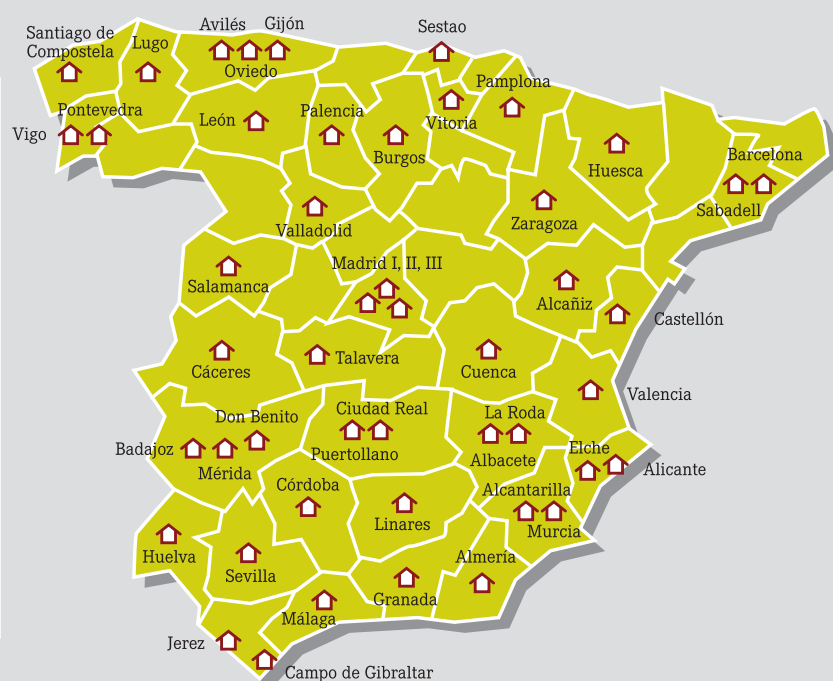 Avilés
Gijón
Sestao
Santiago de
Compostela
Lugo
Oviedo
Pamplona
Pontevedra
León
Palencia
Vitoria
Vigo
Burgos
Huesca
Barcelona
Sabadell
Valladolid
Zaragoza
Madrid I, II, III
Salamanca
Alcañiz
Castellón
Talavera
Cáceres
Cuenca
Valencia
Don Benito
Ciudad Real
La Roda
Badajoz
Puertollano
Elche
Mérida
Albacete
Alicante
Córdoba
Alcantarilla
Linares
Murcia
Huelva
Almería
Sevilla
Granada
Málaga
Jerez
Campo de Gibraltar